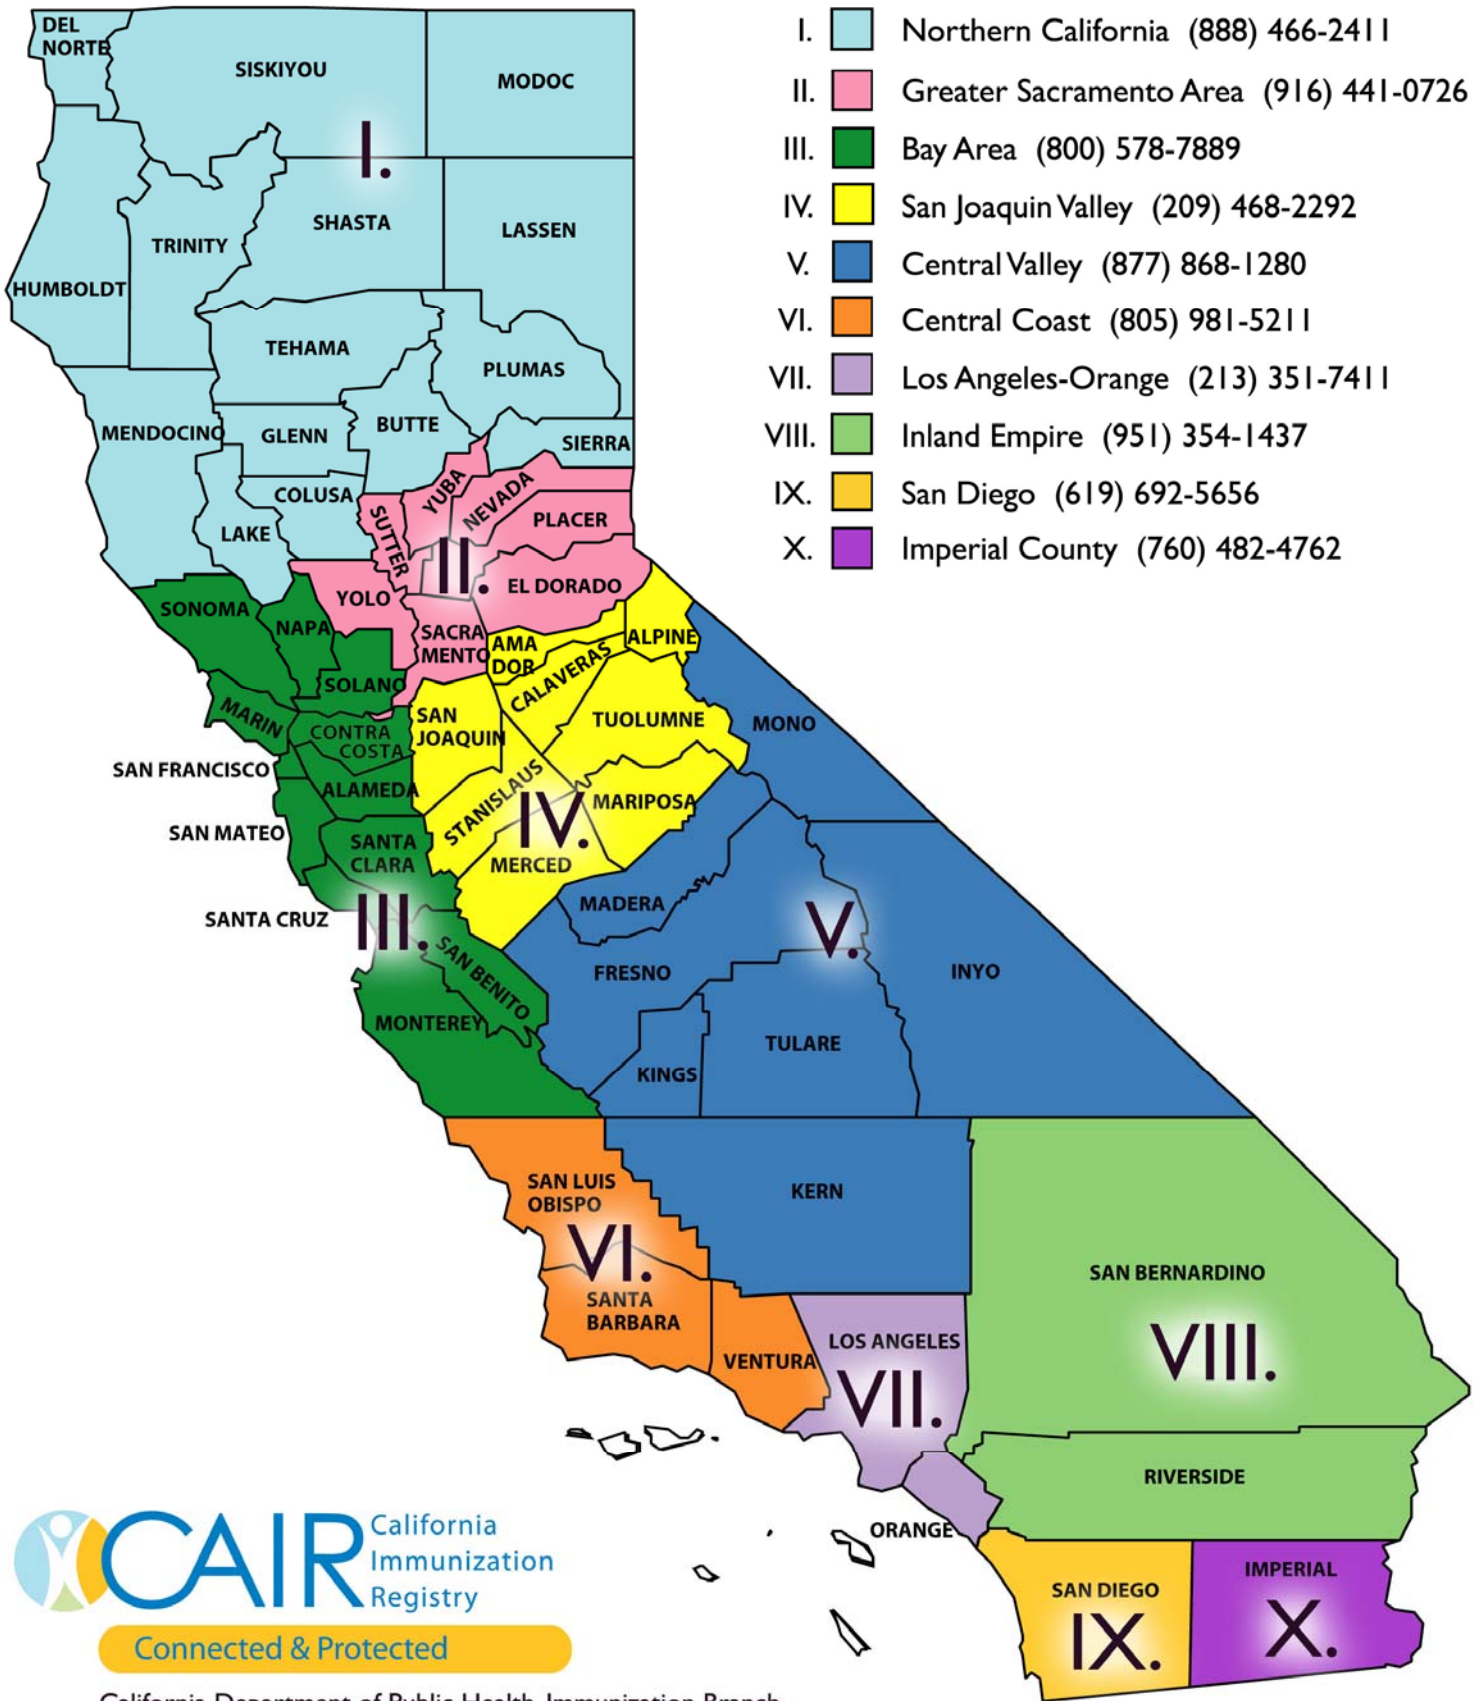 I. Northern California (888) 466-2411
II. Greater Sacramento Area (916) 441-0726
III. Bay Area (800) 578-7889
IV. San Joaquin Valley (209) 468-2292
V. Central Valley (877) 868-1280
VI. Central Coast (805) 981-5211
VII. Los Angeles-Orange (213) 351-7411
VIII. Inland Empire (951) 354-1437
IX. San Diego (619) 692-5656
X. Imperial County (760) 482-4762
DEL
NORTE
SISKIYOU
MODOC
I.
SHASTA
LASSEN
TRINITY
HUMBOLDT
TEHAMA
PLUMAS
MENDOCINO
GLENN
BUTTE
SIERRA
COLUSA
LAKE
YUBA
NEVADA
SUTTER
PLACER
II.
EL DORADO
YOLO
SACRA
MENTO
SONOMA
NAPA
SOLANO
MARIN
CONTRA
COSTA
AMA
DOR
ALPINE
CALAVERAS
SAN
JOAQUIN
TUOLUMNE
MONO
SAN FRANCISCO
ALAMEDA
STANISLAUS
IV.
MARIPOSA
SAN MATEO
SANTA
CLARA
MERCED
SANTA CRUZ
III.
MADERA
V.
SAN BENITO
FRESNO
INYO
MONTEREY
TULARE
KINGS
SAN LUIS
OBISPO
KERN
VI.
SANTA
BARBARA
VENTURA
LOS ANGELES
VII.
SAN BERNARDINO
VIII.
RIVERSIDE
ORANGE
SAN DIEGO
IX.
IMPERIAL
X.
CAIR
California
Immunization
Registry
Connected & Protected
California Department of Public Health, Immunization Branch